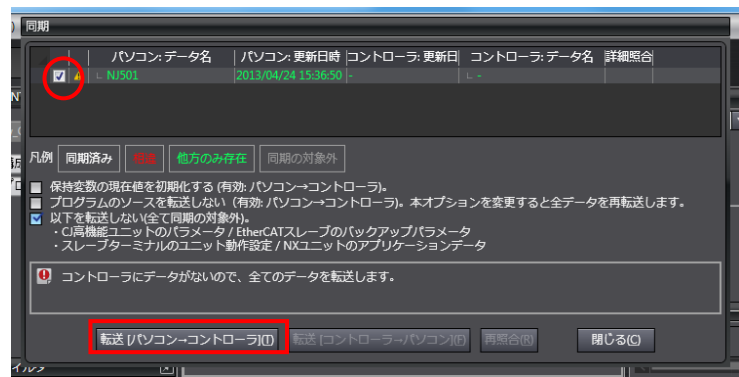 同期
パソコン: データ名 パソコン: 更新日時 コントローラ: 更新日 コントローラ: データ名 詳細照合
NJ501 2013/04/24 15:36:50 - -
凡例 同期済み 相違 他方のみ存在 同期の対象外
保持変数の現在値を初期化する (有効: パソコン→コントローラ)。
プログラムのソースを転送しない (有効: パソコン→コントローラ)。本オプションを変更すると全データを再転送します。
以下を転送しない(全て同期の対象外)。
・CJ高機能ユニットのパラメータ / EtherCATスレーブのバックアップパラメータ
・スレーブターミナルのユニット動作設定 / NXユニットのアプリケーションデータ
コントローラにデータがないので、全てのデータを転送します。
転送 [パソコン→コントローラ](T) 転送 [コントローラ→パソコン](F) 再照合(R) 閉じる(C)